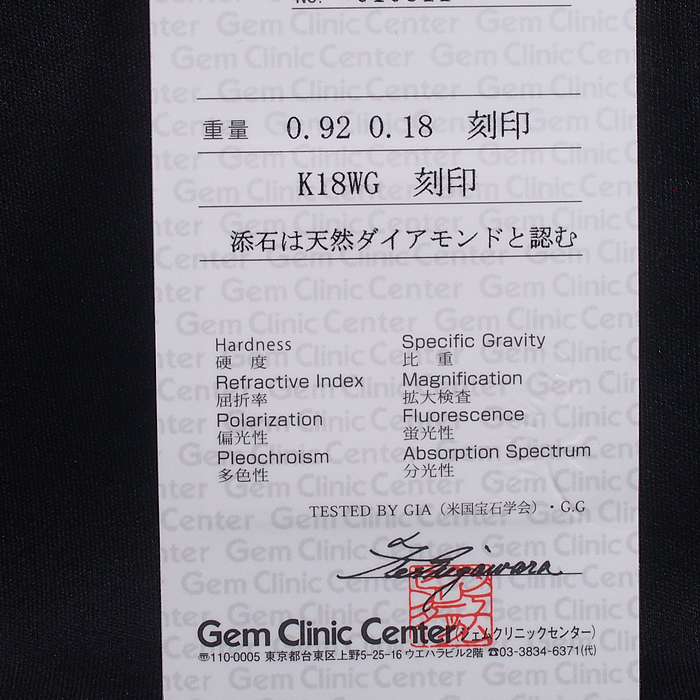 No.
重量 0.92 0.18 刻印
K18WG 刻印
添石は天然ダイアモンドと認む
Hardness
硬 度
Specific Gravity
比 重
Refractive Index
屈折率
Magnification
拡大検査
Polarization
偏光性
Fluorescence
蛍光性
Pleochroism
多色性
Absorption Spectrum
分光性
TESTED BY GIA（米国宝石学会）・G.G
Gem Clinic Center(ジェムクリニックセンター)
〠110-0005 東京都台東区上野5-25-16 ウエハラビル2階 ☎03-3834-6371㈹